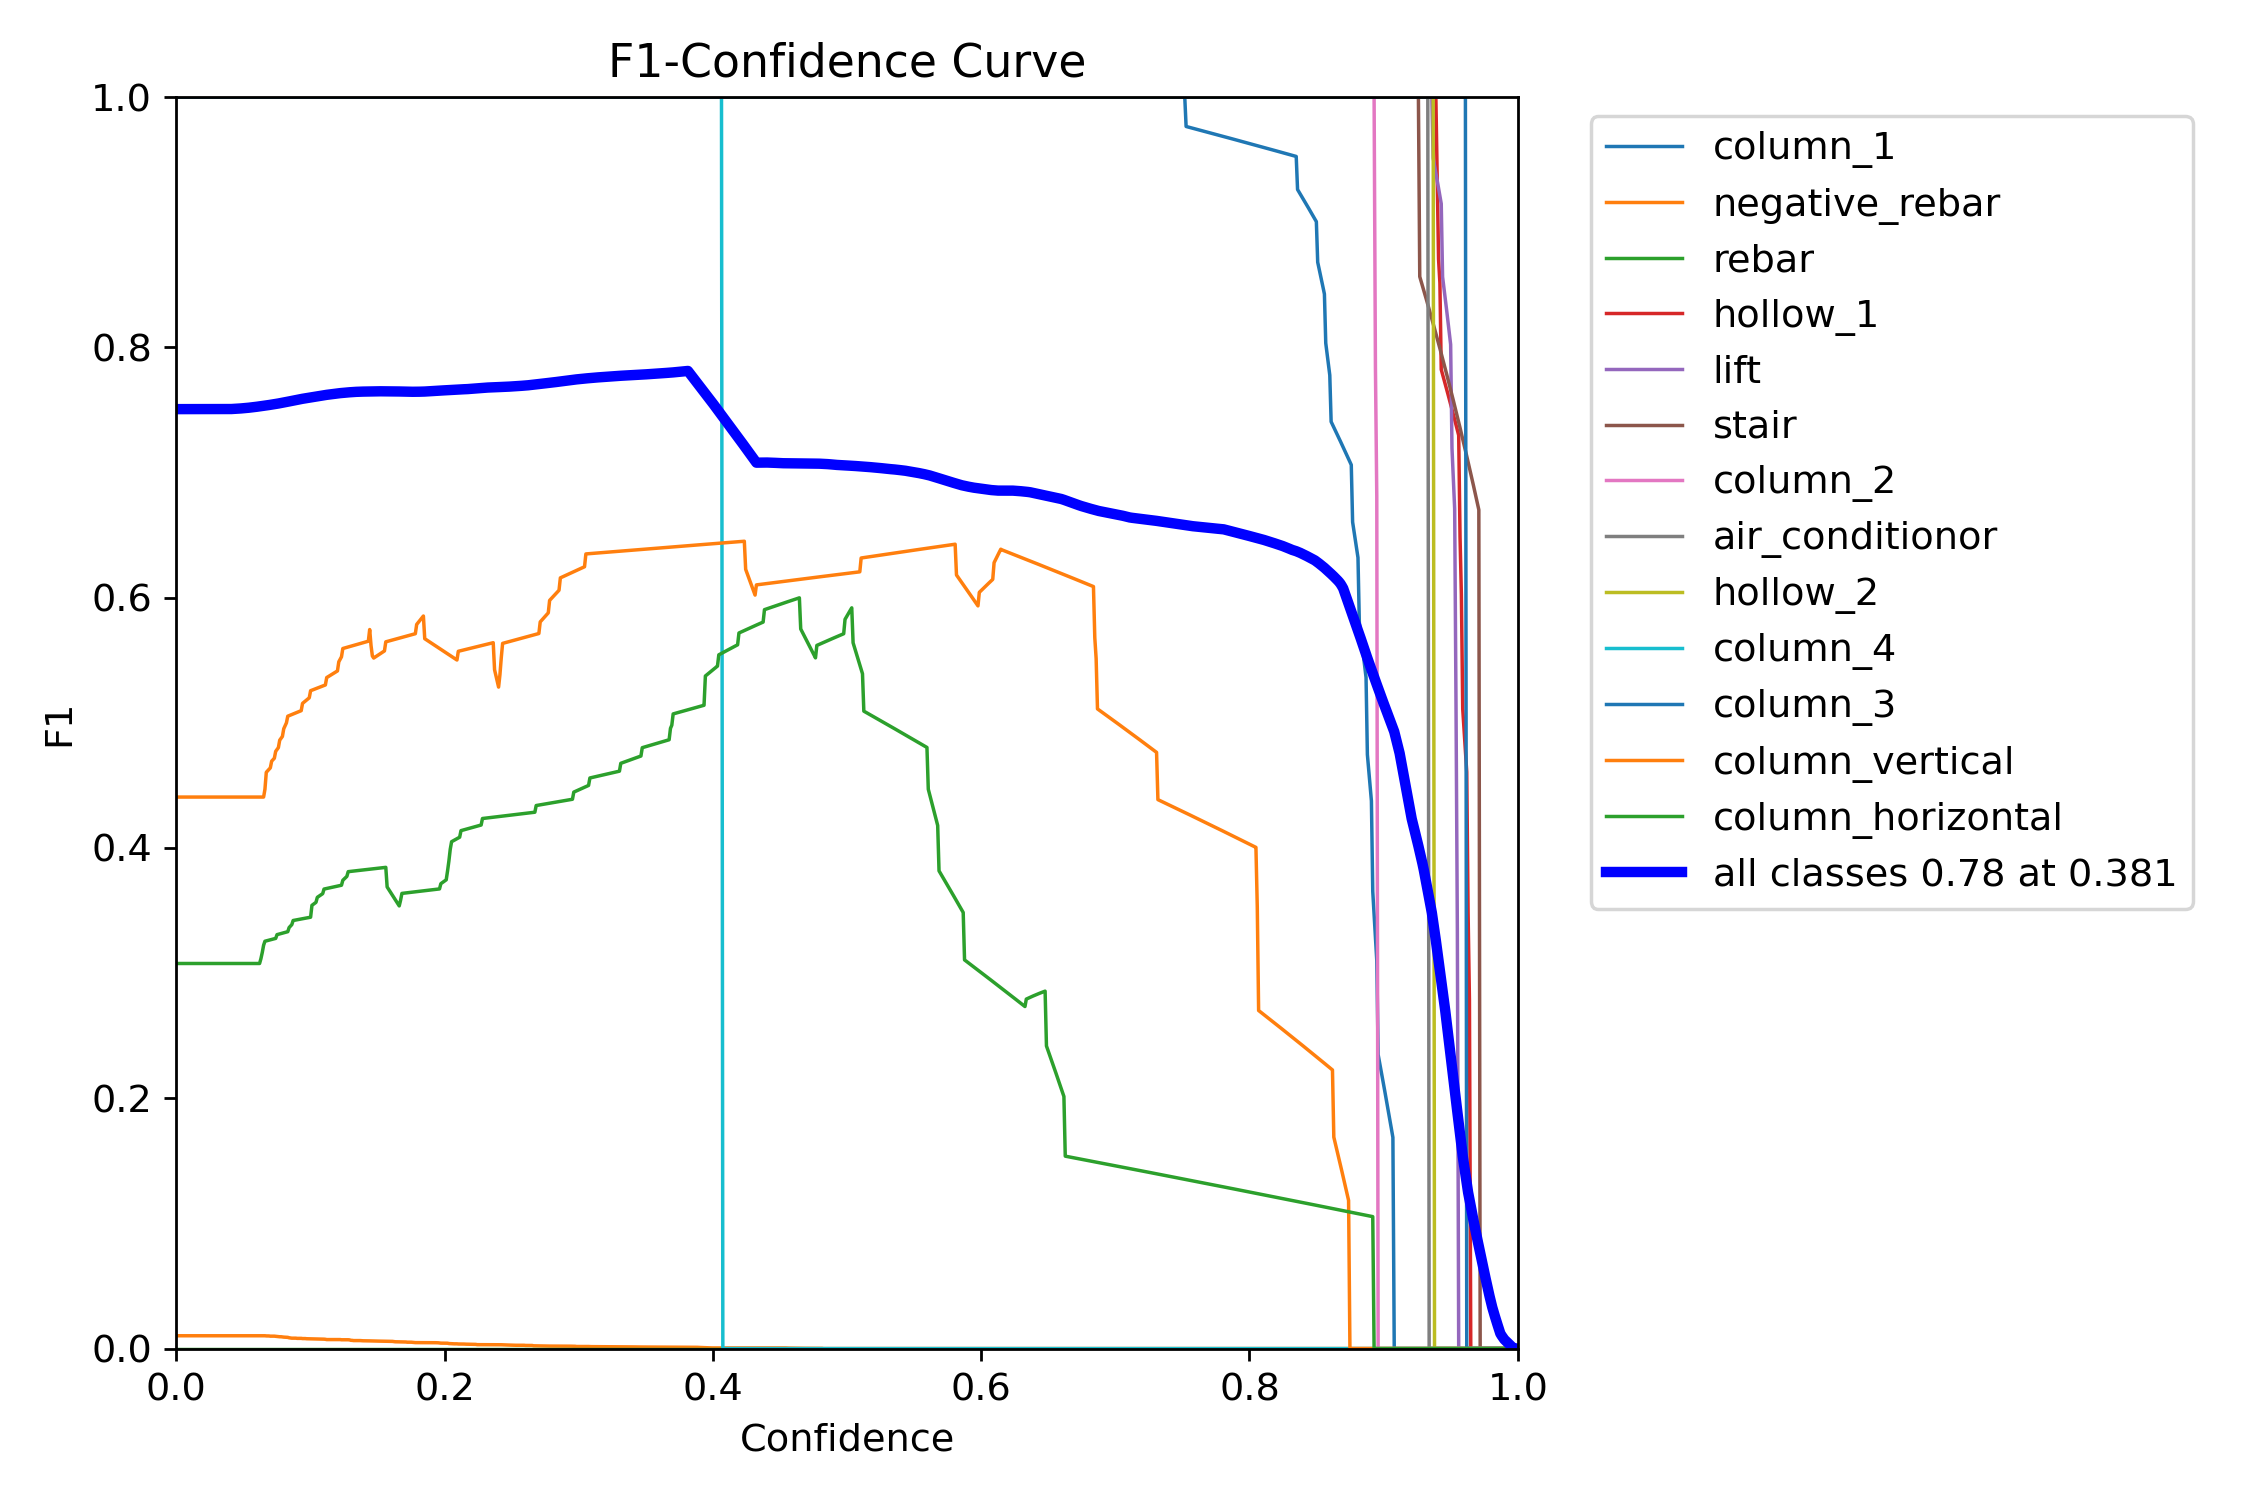 F1-Confidence Curve
1.0
0.8
0.6
0.4
0.2
0.0
F1
0.0 0.2 0.4 0.6 0.8 1.0
Confidence
column_1
negative_rebar
rebar
hollow_1
lift
stair
column_2
air_conditionor
hollow_2
column_4
column_3
column_vertical
column_horizontal
all classes 0.78 at 0.381